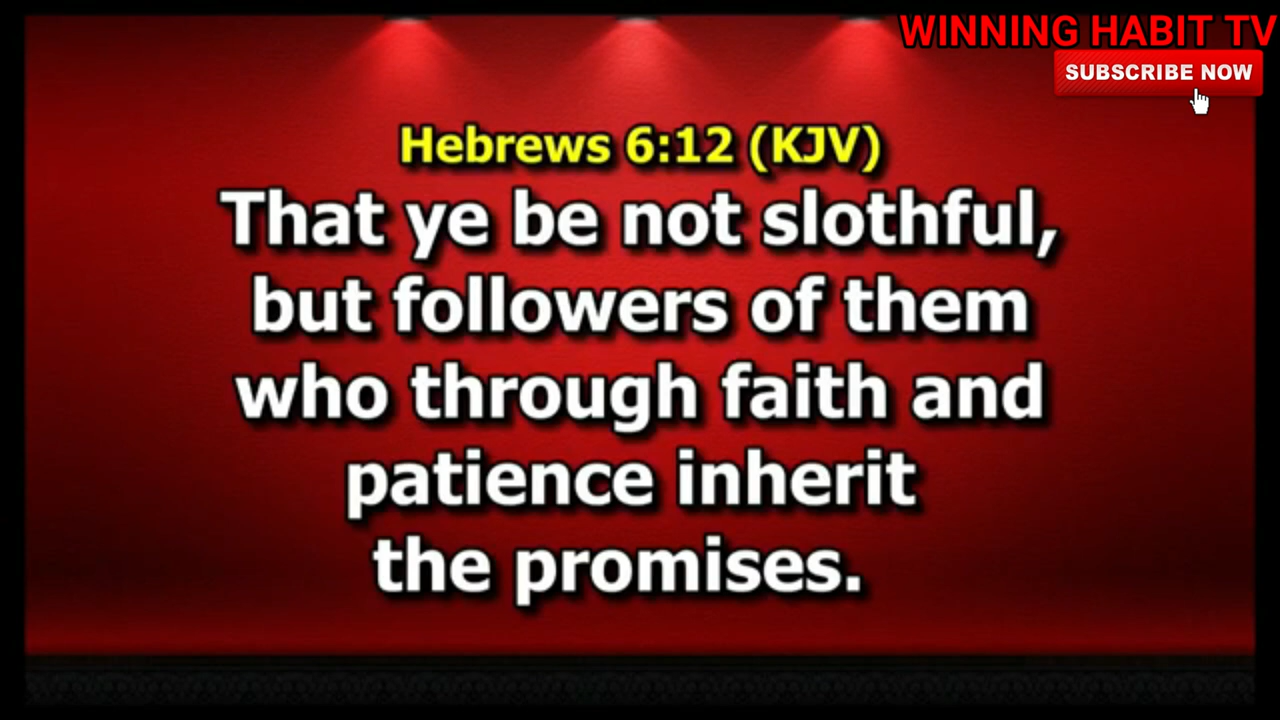 WINNING HABIT TV
SUBSCRIBE NOW
Hebrews 6:12 (KJV)
That ye be not slothful,
but followers of them
who through faith and
patience inherit
the promises.